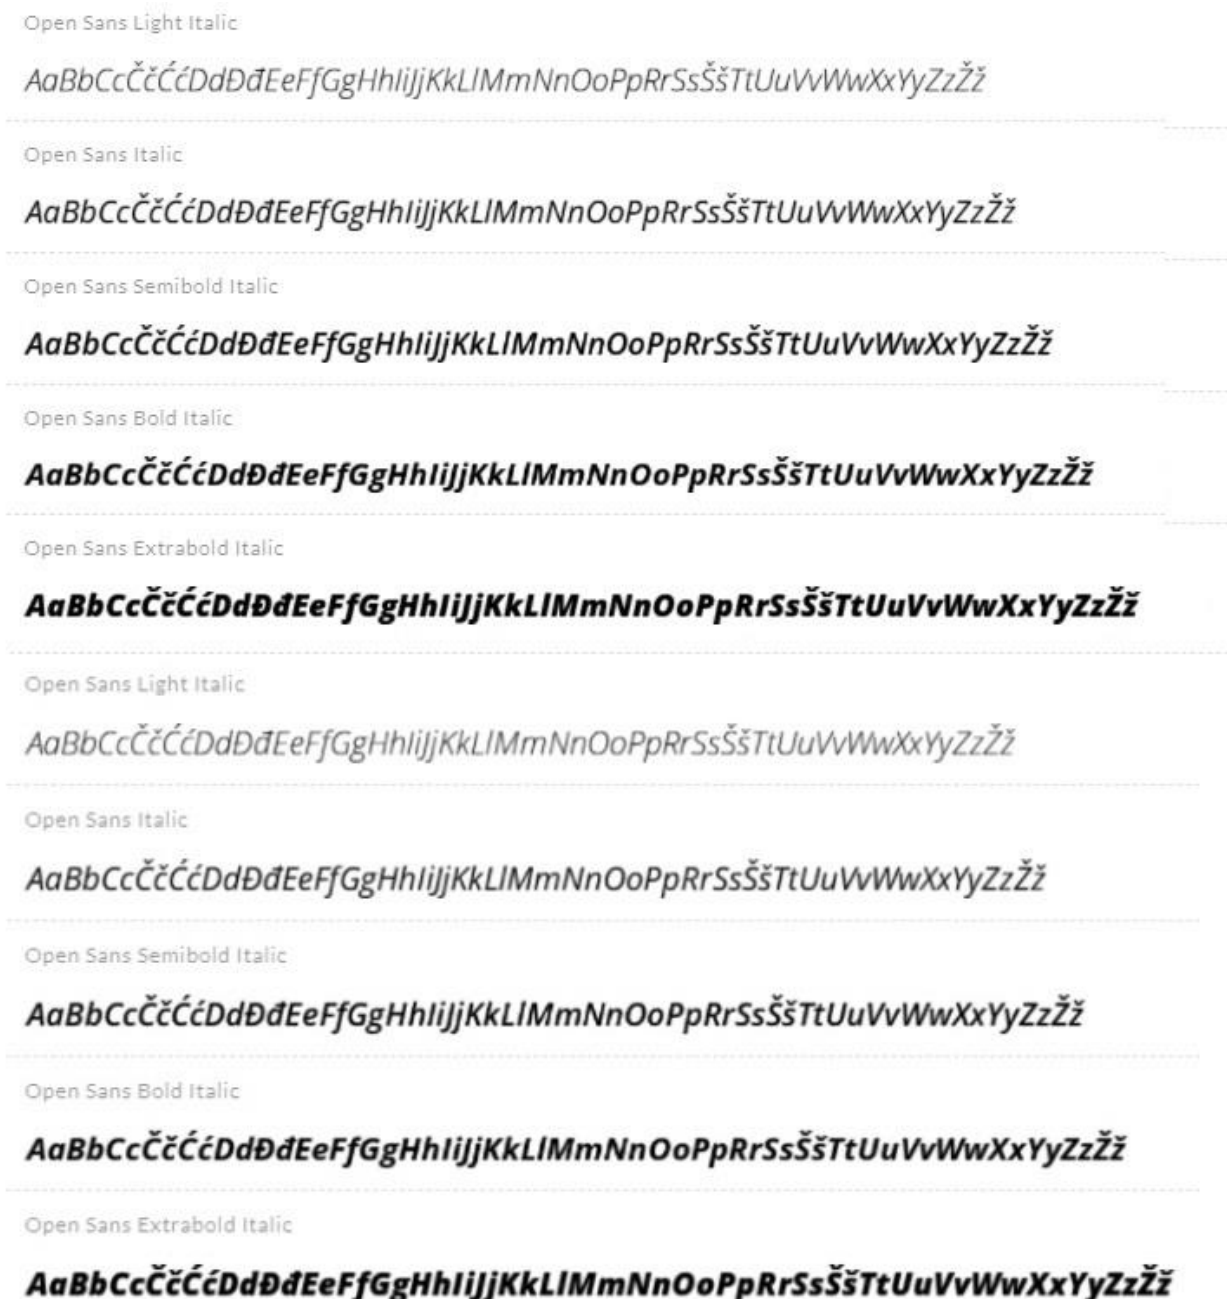 Open Sans Light Italic
AaBbCcČčĆćDdĐđEeFfGgHhIiJjKkLlMmNnOoPpRrSsŠšTtUuVvWwXxYyZzŽž
Open Sans Italic
AaBbCcČčĆćDdĐđEeFfGgHhIiJjKkLlMmNnOoPpRrSsŠšTtUuVvWwXxYyZzŽž
Open Sans Semibold Italic
AaBbCcČčĆćDdĐđEeFfGgHhIiJjKkLlMmNnOoPpRrSsŠšTtUuVvWwXxYyZzŽž
Open Sans Bold Italic
AaBbCcČčĆćDdĐđEeFfGgHhIiJjKkLlMmNnOoPpRrSsŠšTtUuVvWwXxYyZzŽž
Open Sans Extrabold Italic
AaBbCcČčĆćDdĐđEeFfGgHhIiJjKkLlMmNnOoPpRrSsŠšTtUuVvWwXxYyZzŽž
Open Sans Light Italic
AaBbCcČčĆćDdĐđEeFfGgHhIiJjKkLlMmNnOoPpRrSsŠšTtUuVvWwXxYyZzŽž
Open Sans Italic
AaBbCcČčĆćDdĐđEeFfGgHhIiJjKkLlMmNnOoPpRrSsŠšTtUuVvWwXxYyZzŽž
Open Sans Semibold Italic
AaBbCcČčĆćDdĐđEeFfGgHhIiJjKkLlMmNnOoPpRrSsŠšTtUuVvWwXxYyZzŽž
Open Sans Bold Italic
AaBbCcČčĆćDdĐđEeFfGgHhIiJjKkLlMmNnOoPpRrSsŠšTtUuVvWwXxYyZzŽž
Open Sans Extrabold Italic
AaBbCcČčĆćDdĐđEeFfGgHhIiJjKkLlMmNnOoPpRrSsŠšTtUuVvWwXxYyZzŽž